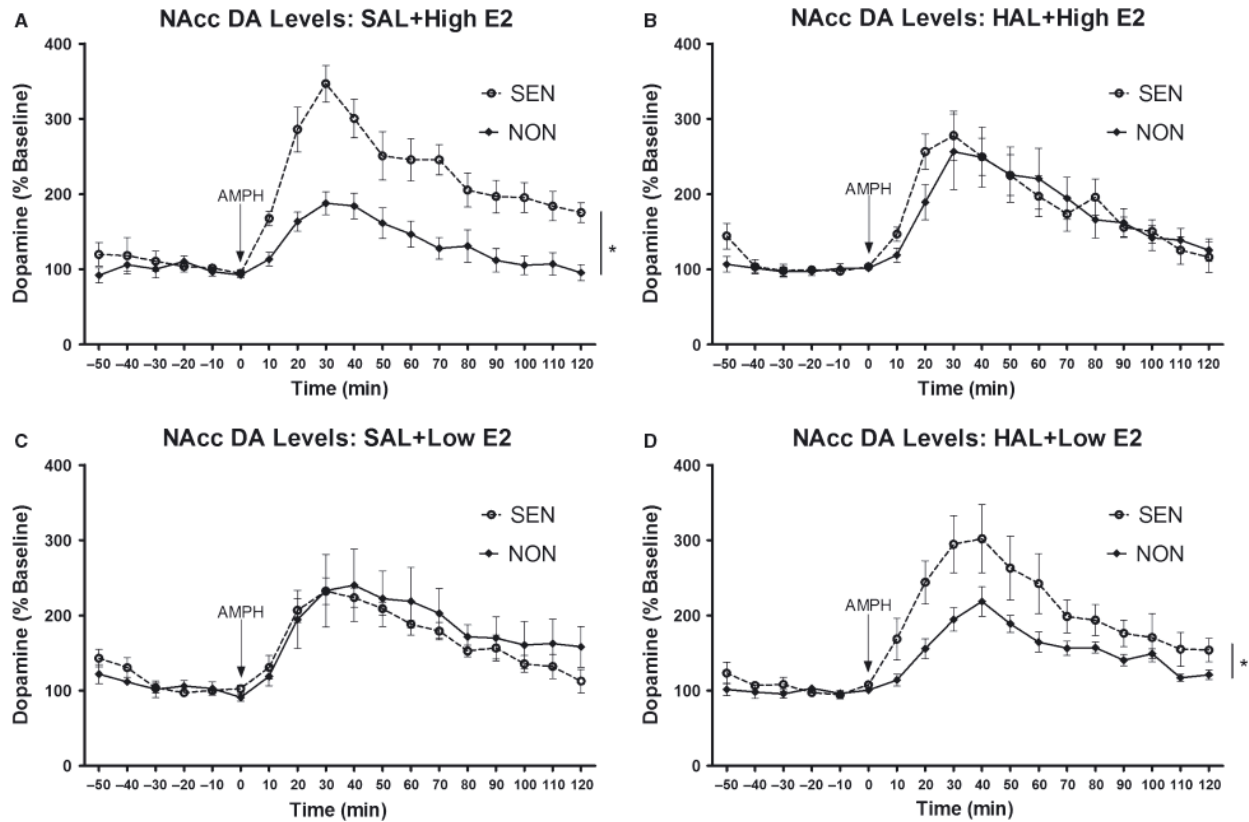 A
NAcc DA Levels: SAL+High E2
400
300
200
100
0
Dopamine (% Baseline)
SEN
NON
AMPH
*
–50 –40 –30 –20 –10 0 10 20 30 40 50 60 70 80 90 100 110 120
Time (min)
B
NAcc DA Levels: HAL+High E2
400
300
200
100
0
Dopamine (% Baseline)
SEN
NON
AMPH
–50 –40 –30 –20 –10 0 10 20 30 40 50 60 70 80 90 100 110 120
Time (min)
C
NAcc DA Levels: SAL+Low E2
400
300
200
100
0
Dopamine (% Baseline)
SEN
NON
AMPH
–50 –40 –30 –20 –10 0 10 20 30 40 50 60 70 80 90 100 110 120
Time (min)
D
NAcc DA Levels: HAL+Low E2
400
300
200
100
0
Dopamine (% Baseline)
SEN
NON
AMPH
*
–50 –40 –30 –20 –10 0 10 20 30 40 50 60 70 80 90 100 110 120
Time (min)